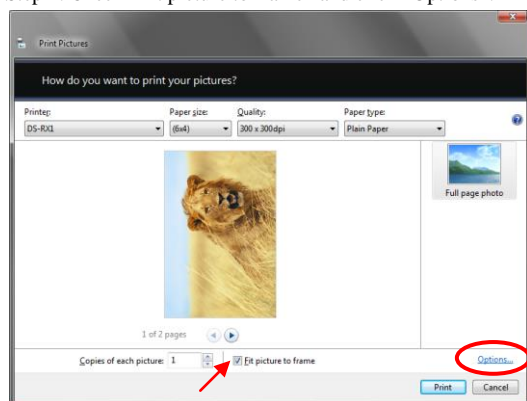 Print Pictures
How do you want to print your pictures?
Printer: Paper size: Quality: Paper type:
DS-RX1 (6x4) 300 x 300dpi Plain Paper
Full page photo
1 of 2 pages
Copies of each picture: 1 Fit picture to frame Options...
Print Cancel